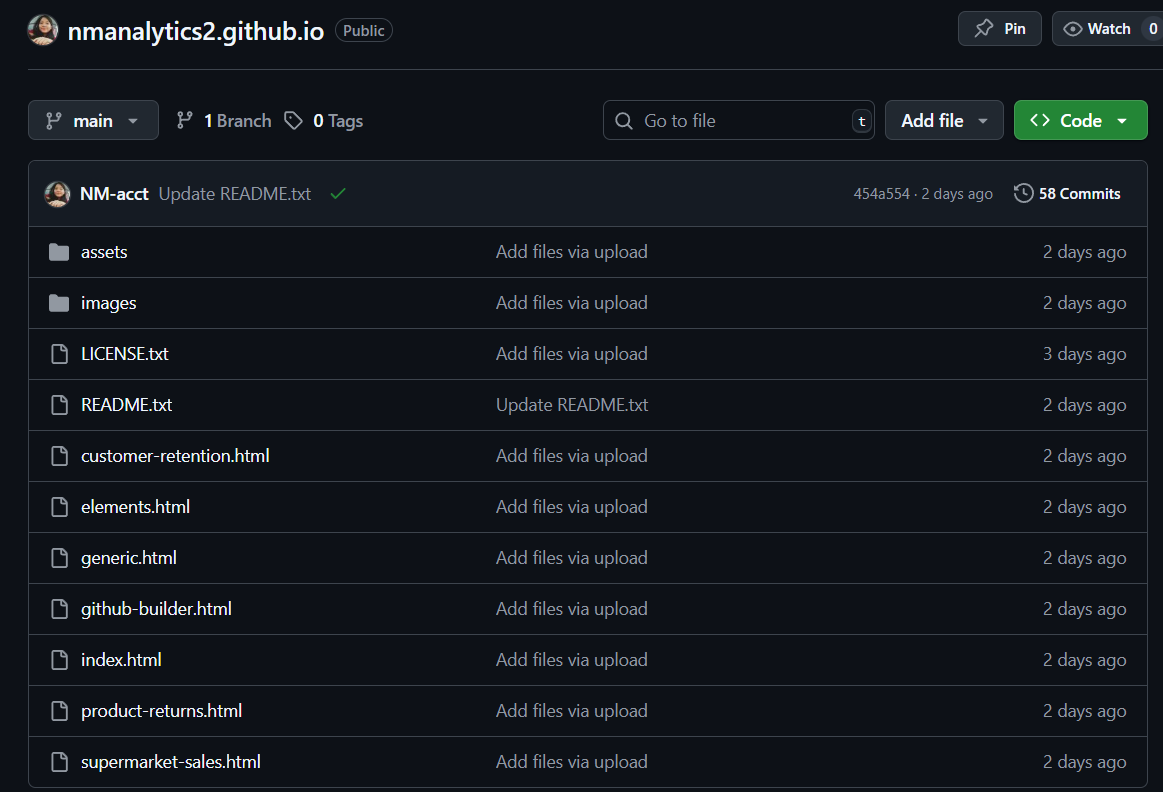 nmanalytics2.github.io Public Pin Watch 0
main 1 Branch 0 Tags Go to file t Add file Code
NM-acct Update README.txt 454a554 · 2 days ago 58 Commits
assets Add files via upload 2 days ago
images Add files via upload 2 days ago
LICENSE.txt Add files via upload 3 days ago
README.txt Update README.txt 2 days ago
customer-retention.html Add files via upload 2 days ago
elements.html Add files via upload 2 days ago
generic.html Add files via upload 2 days ago
github-builder.html Add files via upload 2 days ago
index.html Add files via upload 2 days ago
product-returns.html Add files via upload 2 days ago
supermarket-sales.html Add files via upload 2 days ago